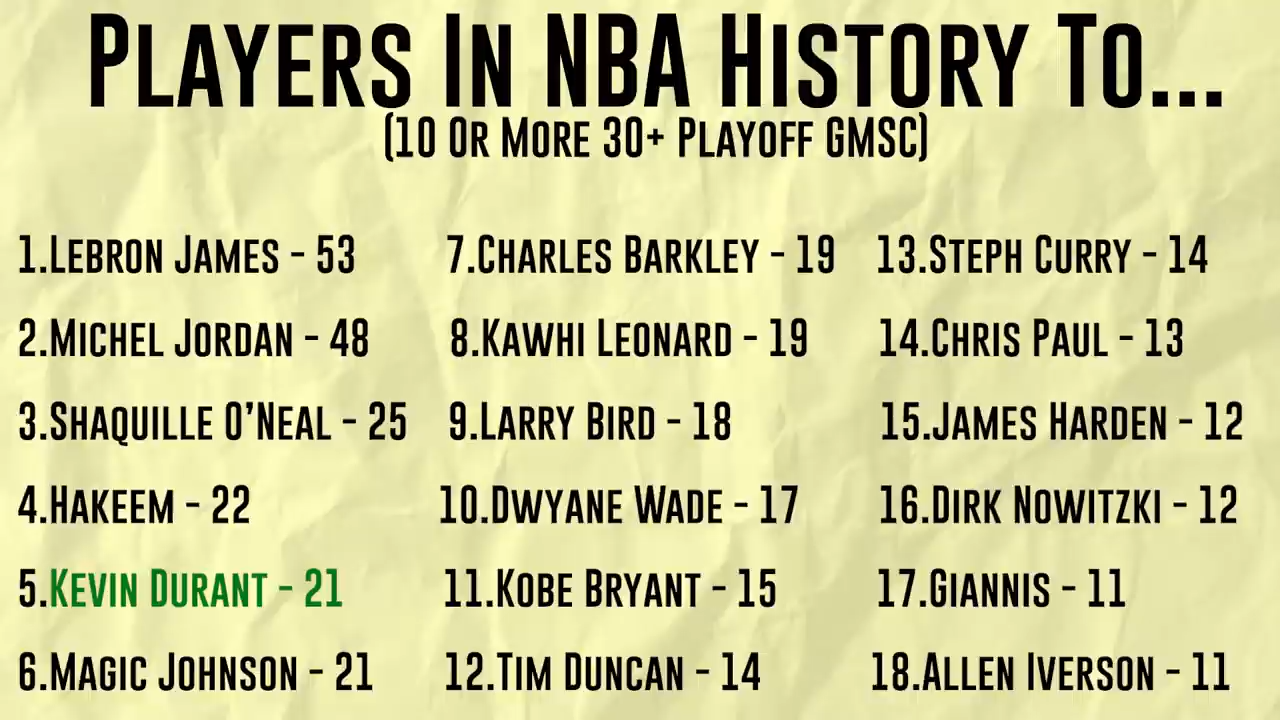 Players In NBA History To...
(10 Or More 30+ Playoff GMSC)
1.Lebron James - 53
2.Michel Jordan - 48
3.Shaquille O'Neal - 25
4.Hakeem - 22
5.Kevin Durant - 21
6.Magic Johnson - 21
7.Charles Barkley - 19
8.Kawhi Leonard - 19
9.Larry Bird - 18
10.Dwyane Wade - 17
11.Kobe Bryant - 15
12.Tim Duncan - 14
13.Steph Curry - 14
14.Chris Paul - 13
15.James Harden - 12
16.Dirk Nowitzki - 12
17.Giannis - 11
18.Allen Iverson - 11